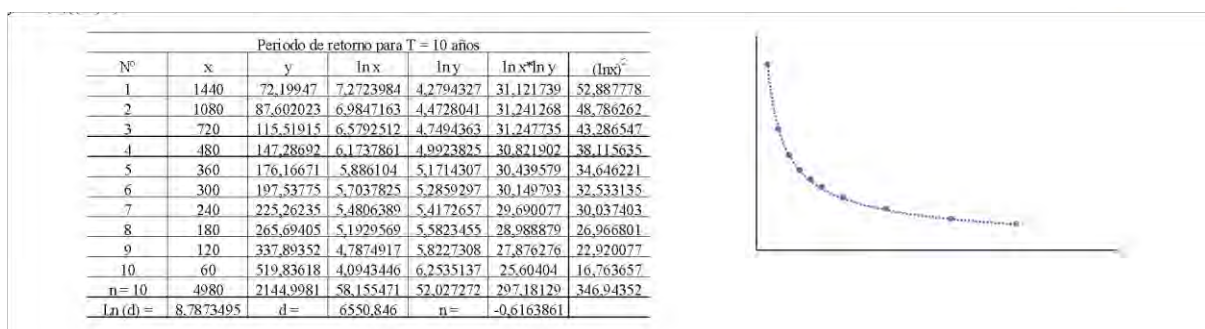 Periodo de retorno para T = 10 años
N° x y ln x ln y ln x*ln y (lnx)²
1 1440 72,19947 7,2723984 4,2794327 31,121739 52,887778
2 1080 87,602023 6,9847163 4,4728041 31,241268 48,786262
3 720 115,51915 6,5792512 4,7494363 31,247735 43,286547
4 480 147,28692 6,1737861 4,9923825 30,821902 38,115635
5 360 176,16671 5,886104 5,1714307 30,439579 34,646221
6 300 197,53775 5,7037825 5,2859297 30,149793 32,533135
7 240 225,26235 5,4806389 5,4172657 29,690077 30,037403
8 180 265,69405 5,1929569 5,5823455 28,988879 26,966801
9 120 337,89352 4,7874917 5,8227308 27,876276 22,920077
10 60 519,83618 4,0943446 6,2535137 25,60404 16,763657
n = 10 4980 2144,9981 58,155471 52,027272 297,18129 346,94352
Ln (d) = 8,7873495 d = 6550,846 n = -0,6163861